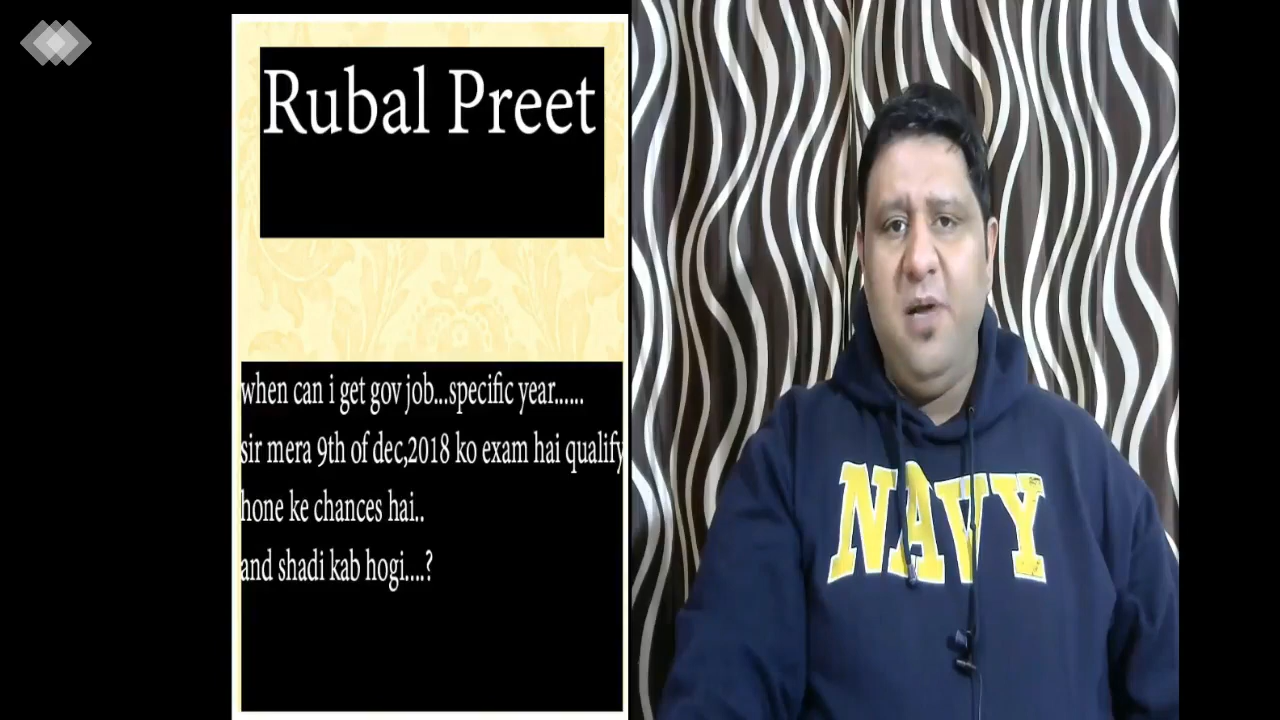 Rubal Preet
when can i get gov job...specific year......
sir mera 9th of dec,2018 ko exam hai qualify
hone ke chances hai..
and shadi kab hogi....?
NAVY